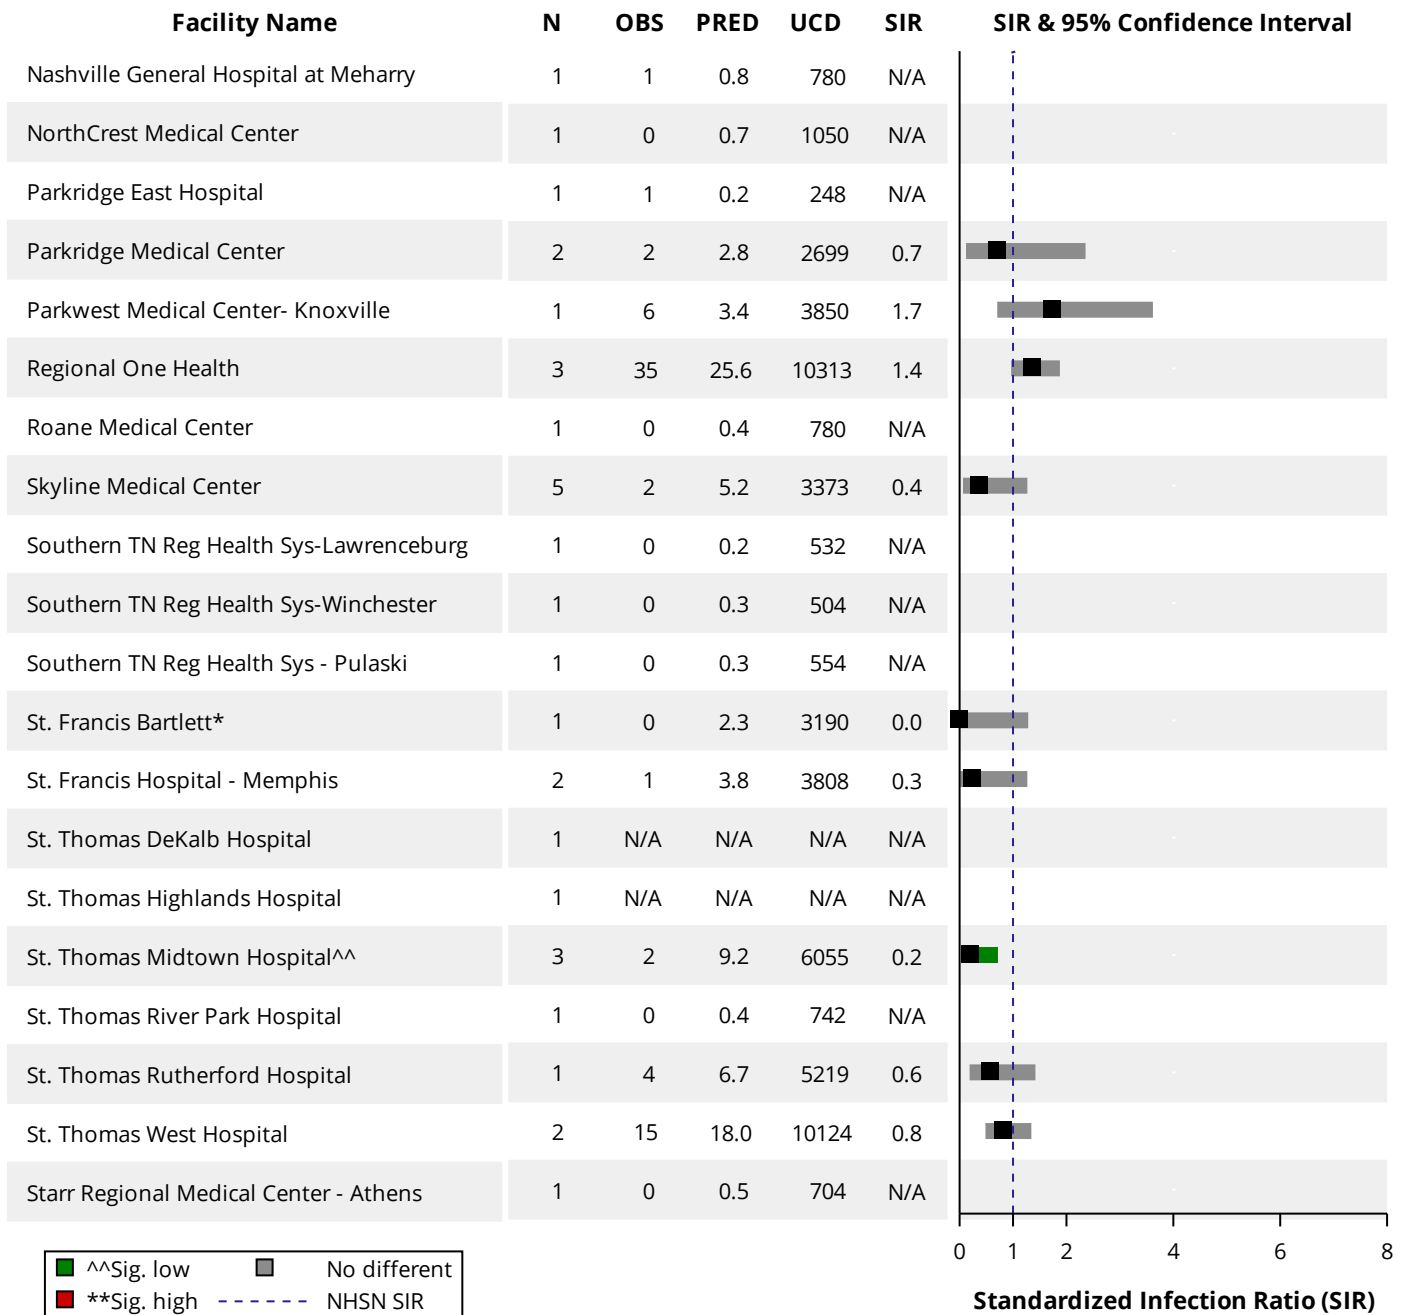 Facility Name N OBS PRED UCD SIR SIR & 95% Confidence Interval
Nashville General Hospital at Meharry 1 1 0.8 780 N/A
NorthCrest Medical Center 1 0 0.7 1050 N/A
Parkridge East Hospital 1 1 0.2 248 N/A
Parkridge Medical Center 2 2 2.8 2699 0.7
Parkwest Medical Center- Knoxville 1 6 3.4 3850 1.7
Regional One Health 3 35 25.6 10313 1.4
Roane Medical Center 1 0 0.4 780 N/A
Skyline Medical Center 5 2 5.2 3373 0.4
Southern TN Reg Health Sys-Lawrenceburg 1 0 0.2 532 N/A
Southern TN Reg Health Sys-Winchester 1 0 0.3 504 N/A
Southern TN Reg Health Sys - Pulaski 1 0 0.3 554 N/A
St. Francis Bartlett* 1 0 2.3 3190 0.0
St. Francis Hospital - Memphis 2 1 3.8 3808 0.3
St. Thomas DeKalb Hospital 1 N/A N/A N/A N/A
St. Thomas Highlands Hospital 1 N/A N/A N/A N/A
St. Thomas Midtown Hospital^^ 3 2 9.2 6055 0.2
St. Thomas River Park Hospital 1 0 0.4 742 N/A
St. Thomas Rutherford Hospital 1 4 6.7 5219 0.6
St. Thomas West Hospital 2 15 18.0 10124 0.8
Starr Regional Medical Center - Athens 1 0 0.5 704 N/A
0 1 2 4 6 8
^^Sig. low No different
**Sig. high NHSN SIR
Standardized Infection Ratio (SIR)